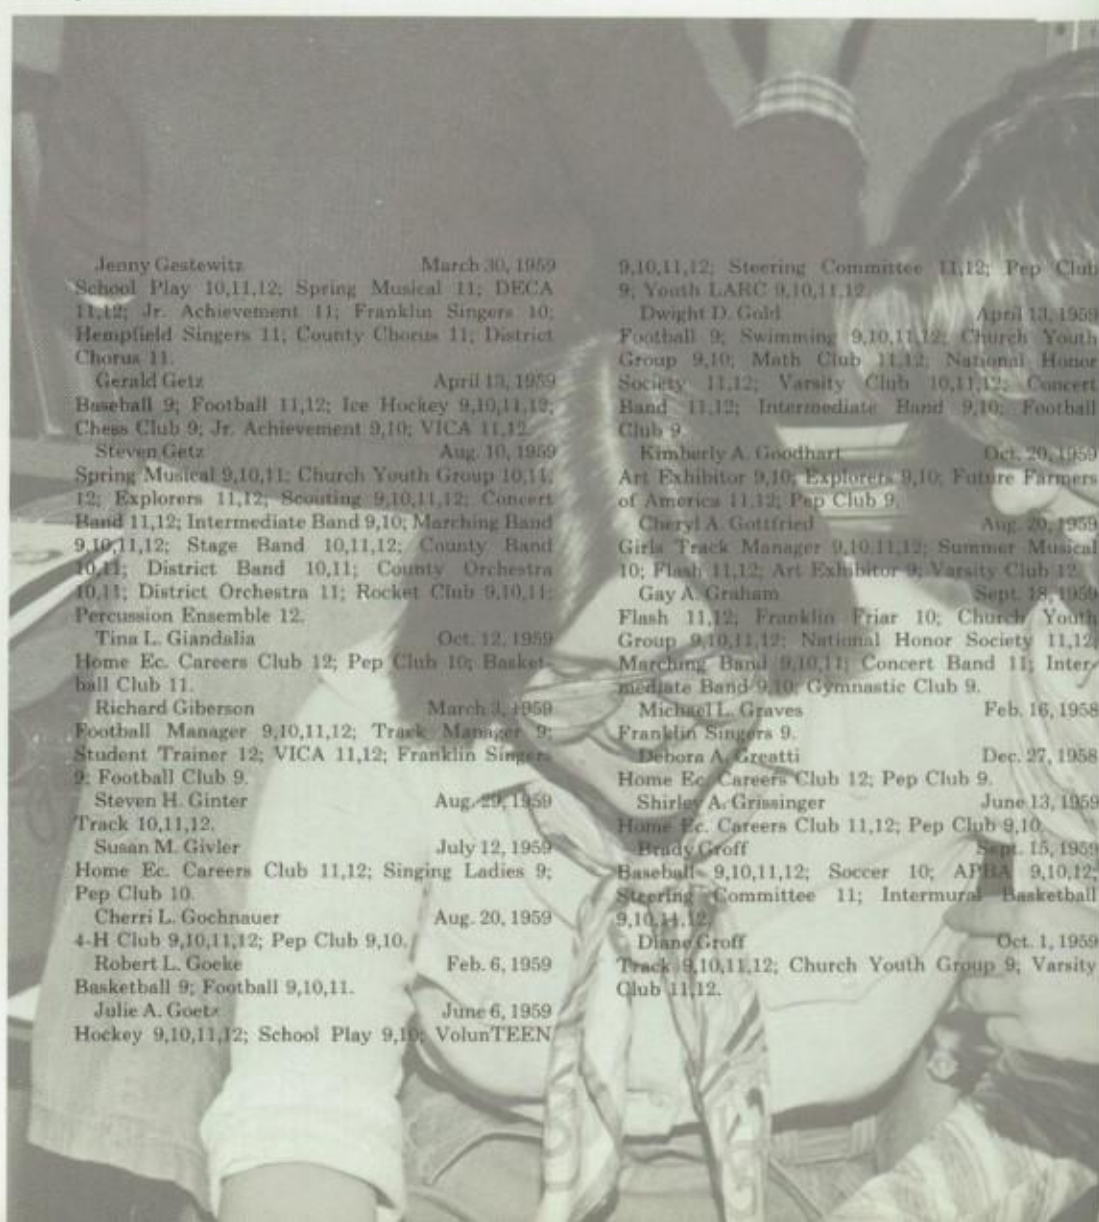 Jenny Gestewitz March 30, 1959
School Play 10,11,12; Spring Musical 11; DECA
11,12; Jr. Achievement 11; Franklin Singers 10;
Hempfield Singers 11; County Chorus 11; District
Chorus 11.
Gerald Getz April 13, 1959
Baseball 9; Football 11,12; Ice Hockey 9,10,11,12;
Chess Club 9; Jr. Achievement 9,10; VICA 11,12.
Steven Getz Aug. 10, 1959
Spring Musical 9,10,11; Church Youth Group 10,11,
12; Explorers 11,12; Scouting 9,10,11,12; Concert
Band 11,12; Intermediate Band 9,10; Marching Band
9,10,11,12; Stage Band 10,11,12; County Band
10,11; District Band 10,11; County Orchestra
10,11; District Orchestra 11; Rocket Club 9,10,11;
Percussion Ensemble 12.
Tina L. Giandalia Oct. 12, 1959
Home Ec. Careers Club 12; Pep Club 10; Basket-
ball Club 11.
Richard Giberson March 3, 1959
Football Manager 9,10,11,12; Track Manager 9;
Student Trainer 12; VICA 11,12; Franklin Singers
9; Football Club 9.
Steven H. Ginter Aug. 29, 1959
Track 10,11,12.
Susan M. Givler July 12, 1959
Home Ec. Careers Club 11,12; Singing Ladies 9;
Pep Club 10.
Cherri L. Gochnauer Aug. 20, 1959
4-H Club 9,10,11,12; Pep Club 9,10.
Robert L. Goeke Feb. 6, 1959
Basketball 9; Football 9,10,11.
Julie A. Goetz June 6, 1959
Hockey 9,10,11,12; School Play 9,10; VolunTEEN
9,10,11,12; Steering Committee 11,12; Pep Club
9; Youth LARC 9,10,11,12.
Dwight D. Gold April 13, 1959
Football 9; Swimming 9,10,11,12; Church Youth
Group 9,10; Math Club 11,12; National Honor
Society 11,12; Varsity Club 10,11,12; Concert
Band 11,12; Intermediate Band 9,10; Football
Club 9.
Kimberly A. Goodhart Oct. 20, 1959
Art Exhibitor 9,10; Explorers 9,10; Future Farmers
of America 11,12; Pep Club 9.
Cheryl A. Gottfried Aug. 20, 1959
Girls Track Manager 9,10,11,12; Summer Musical
10; Flash 11,12; Art Exhibitor 9; Varsity Club 12.
Gay A. Graham Sept. 18, 1959
Flash 11,12; Franklin Friar 10; Church Youth
Group 9,10,11,12; National Honor Society 11,12;
Marching Band 9,10,11; Concert Band 11; Inter-
mediate Band 9,10; Gymnastic Club 9.
Michael L. Graves Feb. 16, 1958
Franklin Singers 9.
Debora A. Greatti Dec. 27, 1958
Home Ec. Careers Club 12; Pep Club 9.
Shirley A. Grissinger June 13, 1959
Home Ec. Careers Club 11,12; Pep Club 9,10.
Brady Groff Sept. 15, 1959
Baseball 9,10,11,12; Soccer 10; APBA 9,10,12;
Steering Committee 11; Intermural Basketball
9,10,11,12.
Diane Groff Oct. 1, 1959
Track 9,10,11,12; Church Youth Group 9; Varsity
Club 11,12.